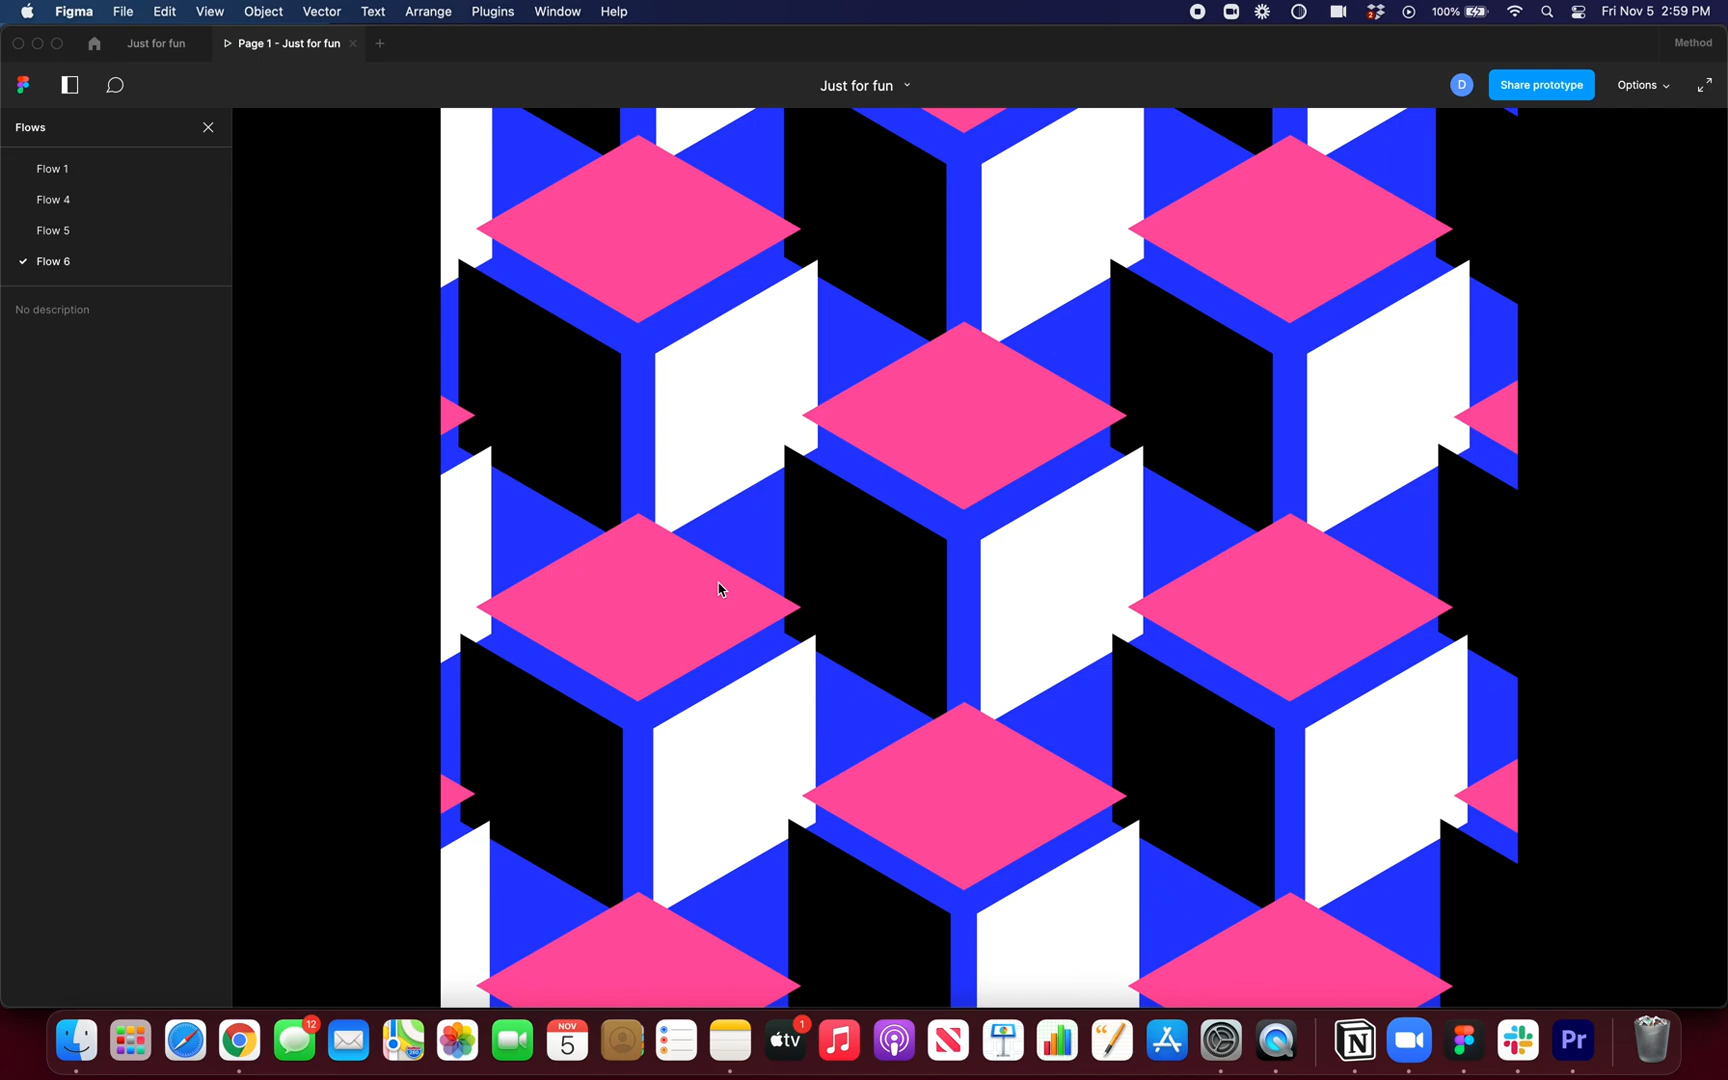 Figma File Edit View Object Vector Text Arrange Plugins Window Help 2 100% Fri Nov 5 2:59 PM
Just for fun Page 1 - Just for fun Method
Just for fun D Share prototype Options
Flows
Flow 1
Flow 4
Flow 5
Flow 6
No description
12 NOV 5 280 tv 1 N Pr